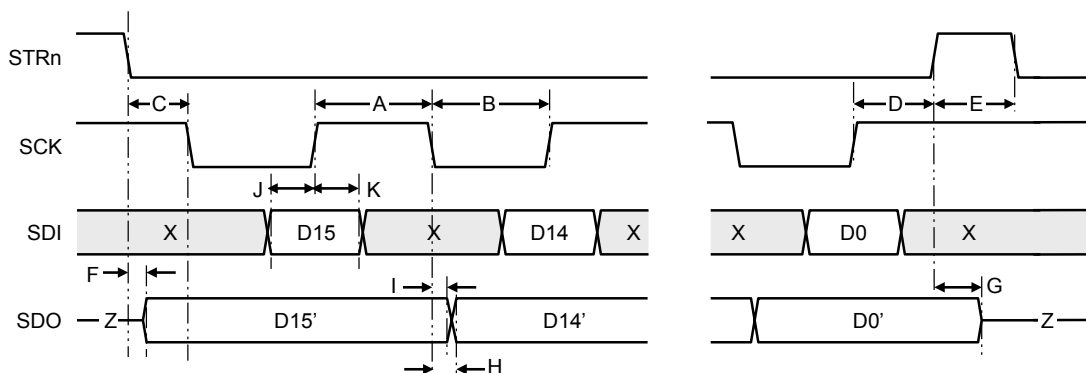 STRn
C A B D E
SCK
J K
SDI X D15 X D14 X X D0 X
F I G
SDO Z D15’ D14’ D0’ Z
H